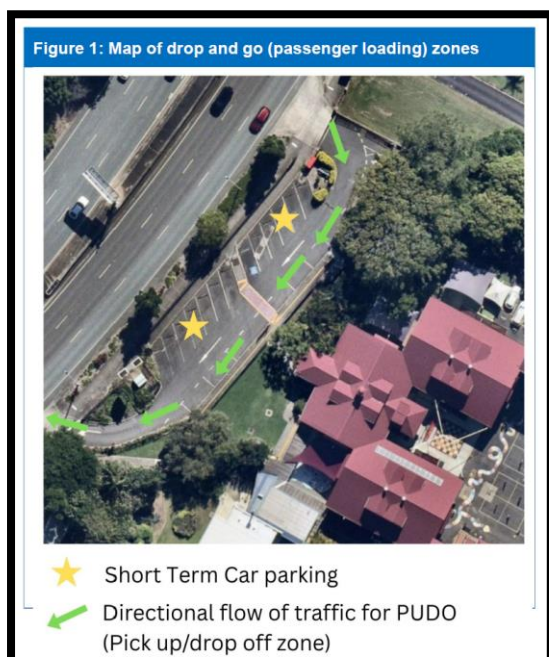 Figure 1: Map of drop and go (passenger loading) zones
Short Term Car parking
Directional flow of traffic for PUDO
(Pick up/drop off zone)